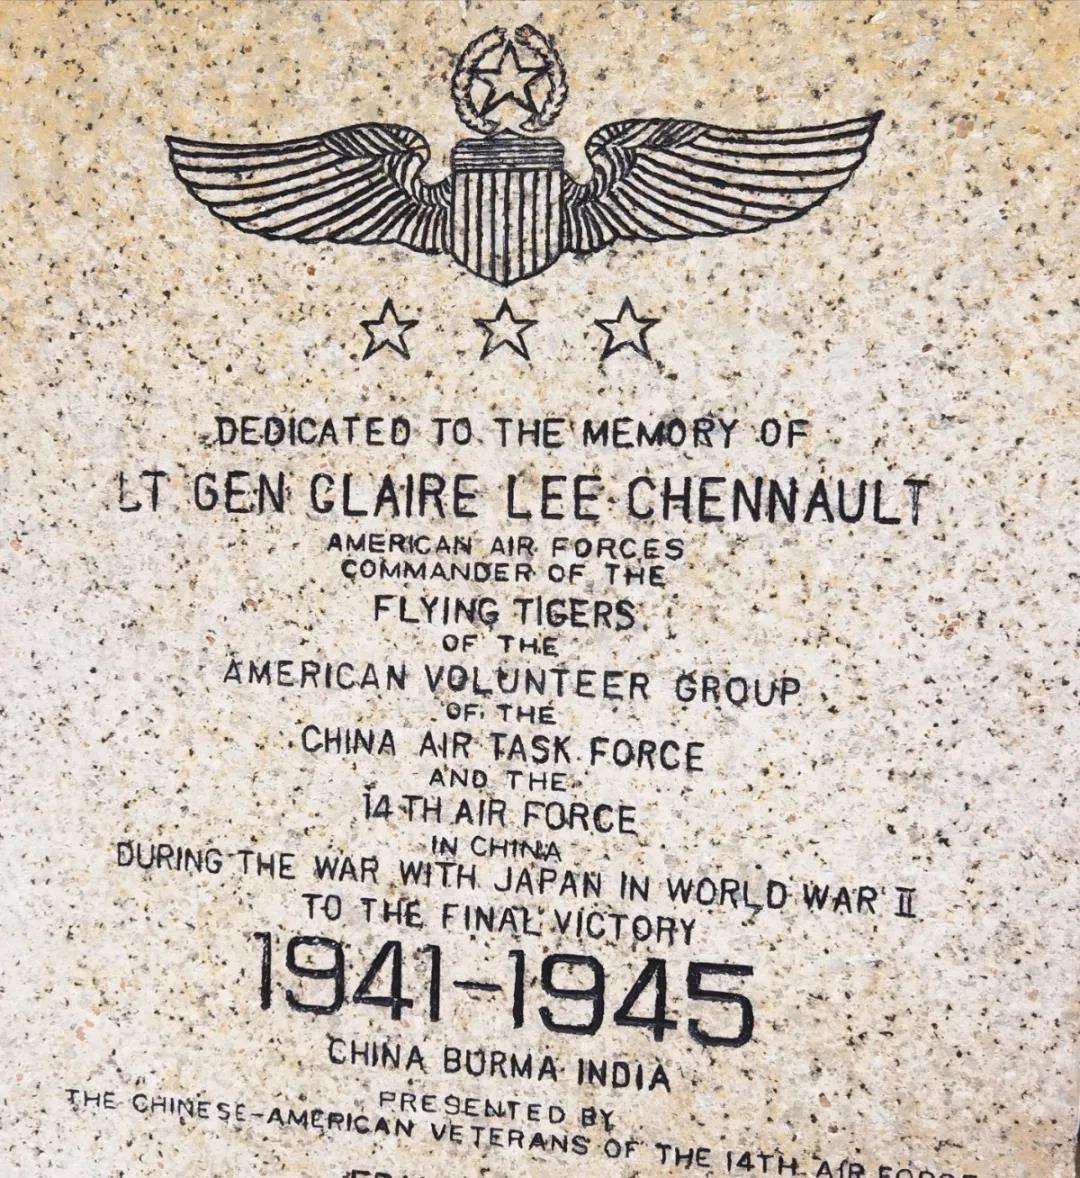 DEDICATED TO THE MEMORY OF
LT GEN CLAIRE LEE CHENNAULT
AMERICAN AIR FORCES
COMMANDER OF THE
FLYING TIGERS
OF THE
AMERICAN VOLUNTEER GROUP
OF THE
CHINA AIR TASK FORCE
AND THE
14TH AIR FORCE
IN CHINA
DURING THE WAR WITH JAPAN IN WORLD WAR II
TO THE FINAL VICTORY
1941-1945
CHINA BURMA INDIA
PRESENTED BY
THE CHINESE-AMERICAN VETERANS OF THE 14TH AIR FORCE